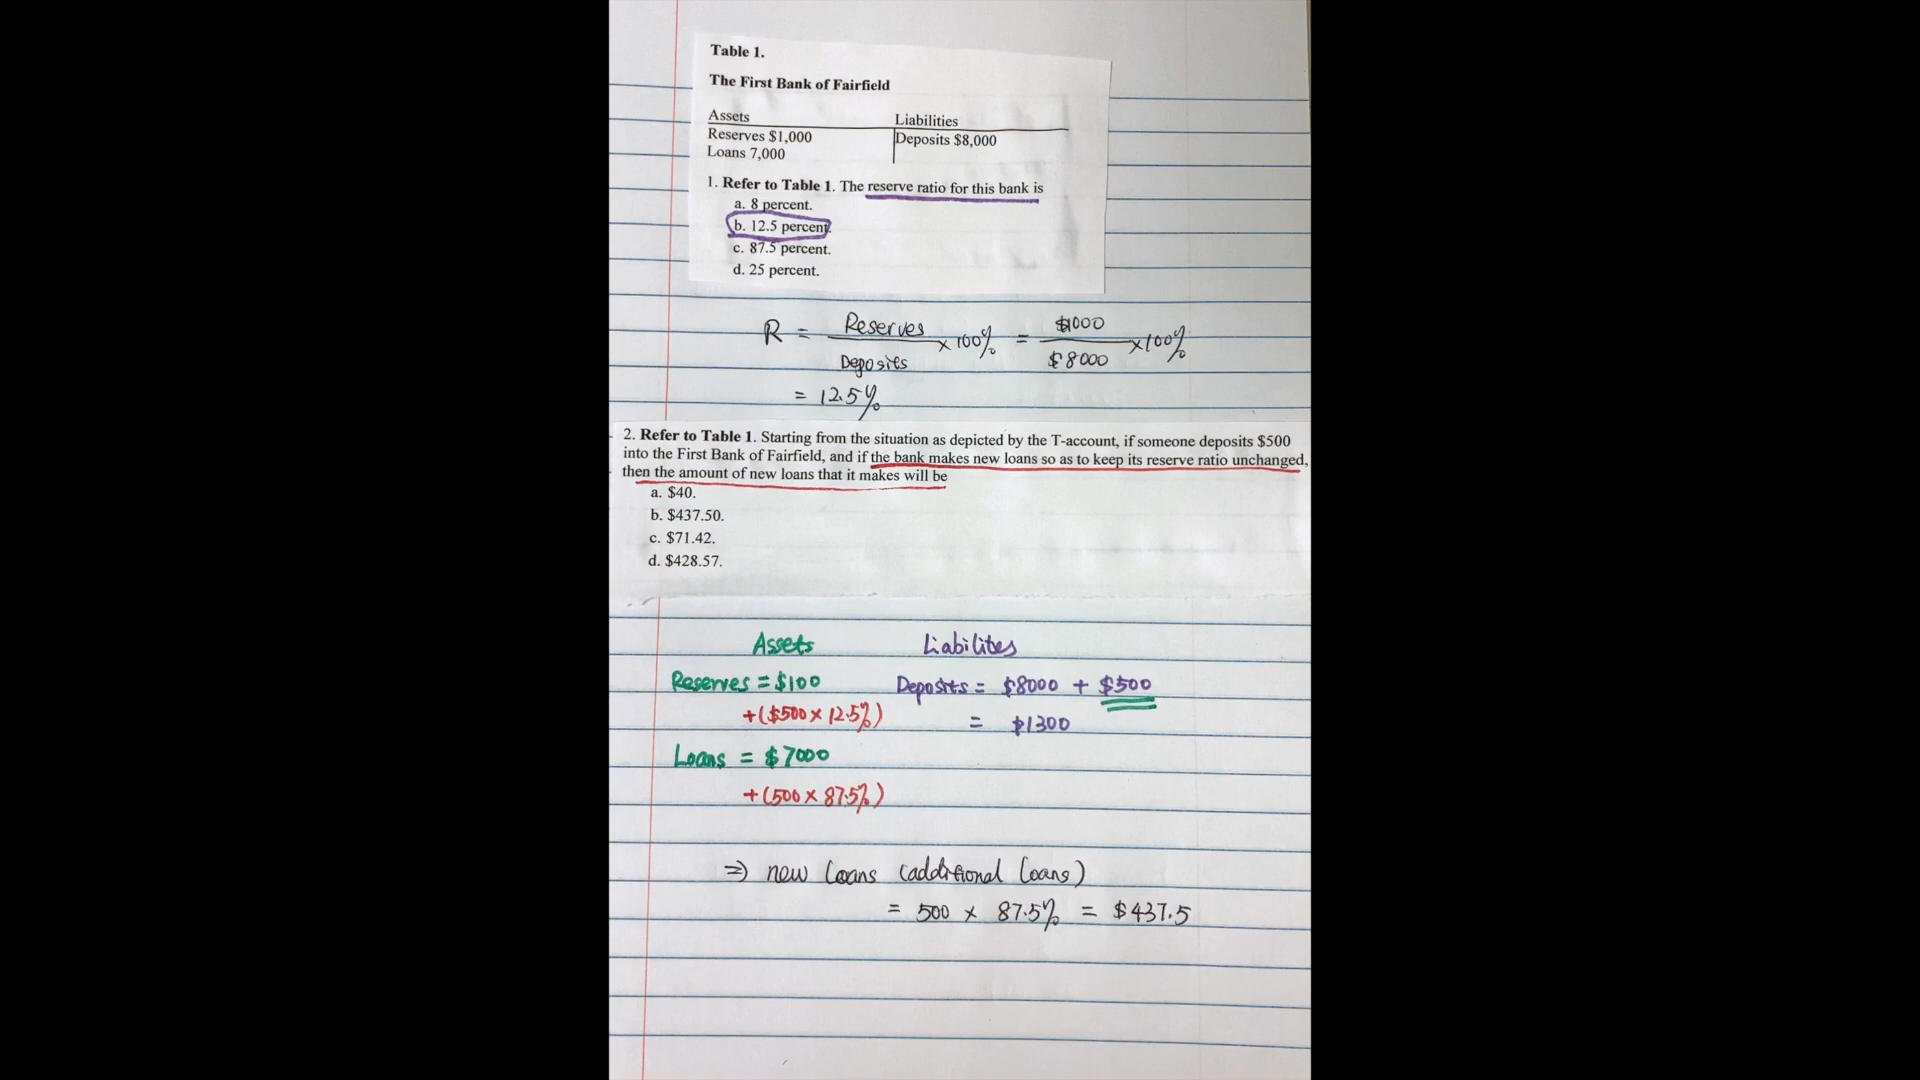 Table 1.
The First Bank of Fairfield
Assets Liabilities
Reserves $1,000 Deposits $8,000
Loans 7,000
1. Refer to Table 1. The reserve ratio for this bank is
a. 8 percent.
b. 12.5 percent.
c. 87.5 percent.
d. 25 percent.
R = Reserves / Deposits × 100% = $1000 / $8000 × 100%
= 12.5%
2. Refer to Table 1. Starting from the situation as depicted by the T-account, if someone deposits $500
into the First Bank of Fairfield, and if the bank makes new loans so as to keep its reserve ratio unchanged,
then the amount of new loans that it makes will be
a. $40.
b. $437.50.
c. $71.42.
d. $428.57.
Assets Liabilites
Reserves = $100 Deposits = $8000 + $500
+($500 × 12.5%) = $1300
Loans = $7000
+(500 × 87.5%)
⇒ new loans (additional loans)
= 500 × 87.5% = $437.5